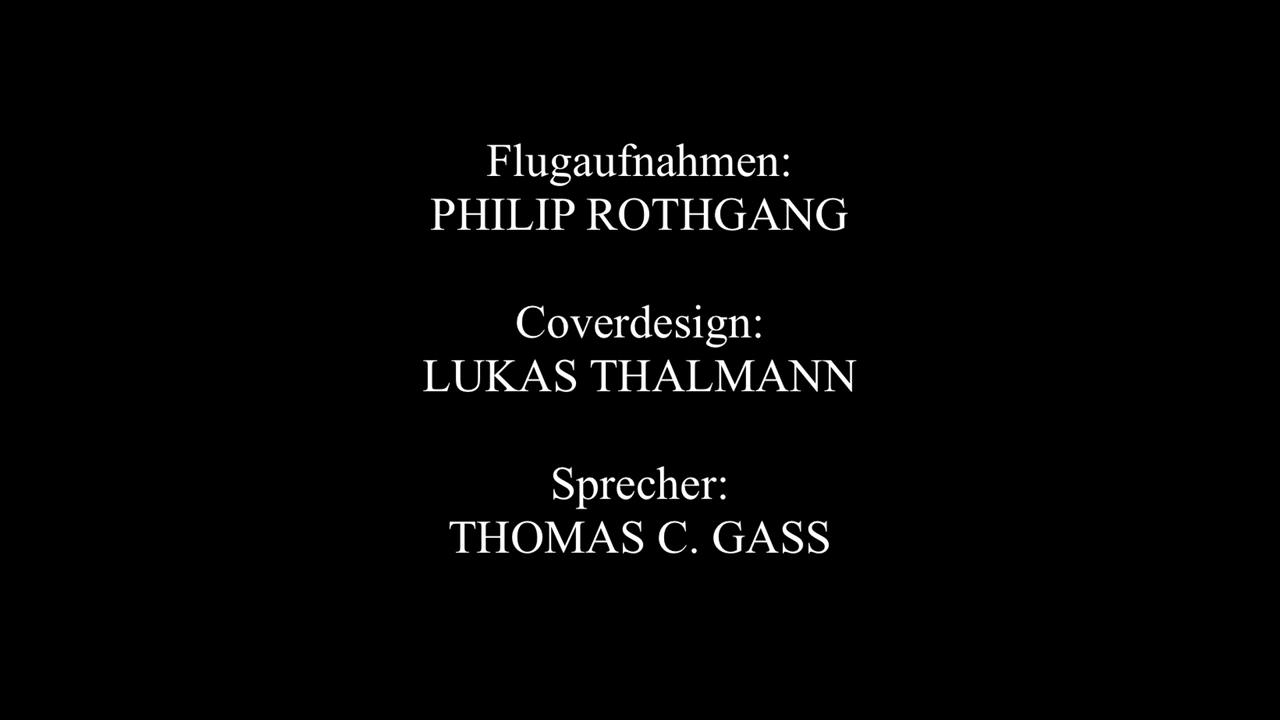 Flugaufnahmen:
PHILIP ROTHGANG
Coverdesign:
LUKAS THALMANN
Sprecher:
THOMAS C. GASS